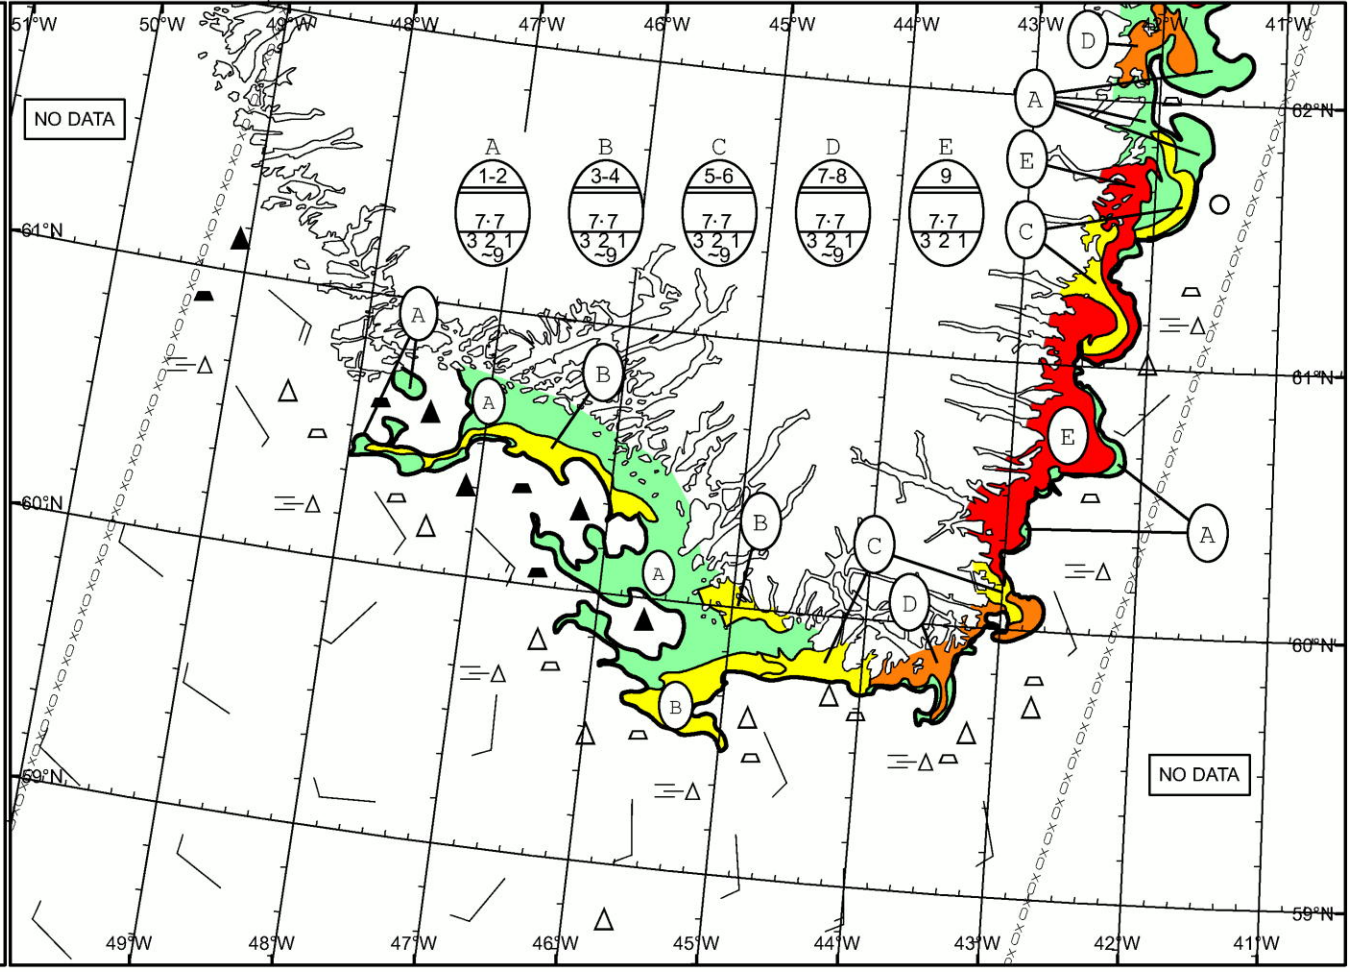 51°W 50°W 49°W 48°W 47°W 46°W 45°W 44°W 43°W 42°W 41°W
D
NO DATA
A
62°N
A B C D E
1-2 3-4 5-6 7-8 9
E
7·7 7·7 7·7 7·7 7·7
3 2 1 3 2 1 3 2 1 3 2 1 3 2 1
~9 ~9 ~9 ~9
C
61°N
A
B
61°N
A
E
60°N
B
A
C
A
D
60°N
B
59°N
NO DATA
59°N
49°W 48°W 47°W 46°W 45°W 44°W 43°W 42°W 41°W